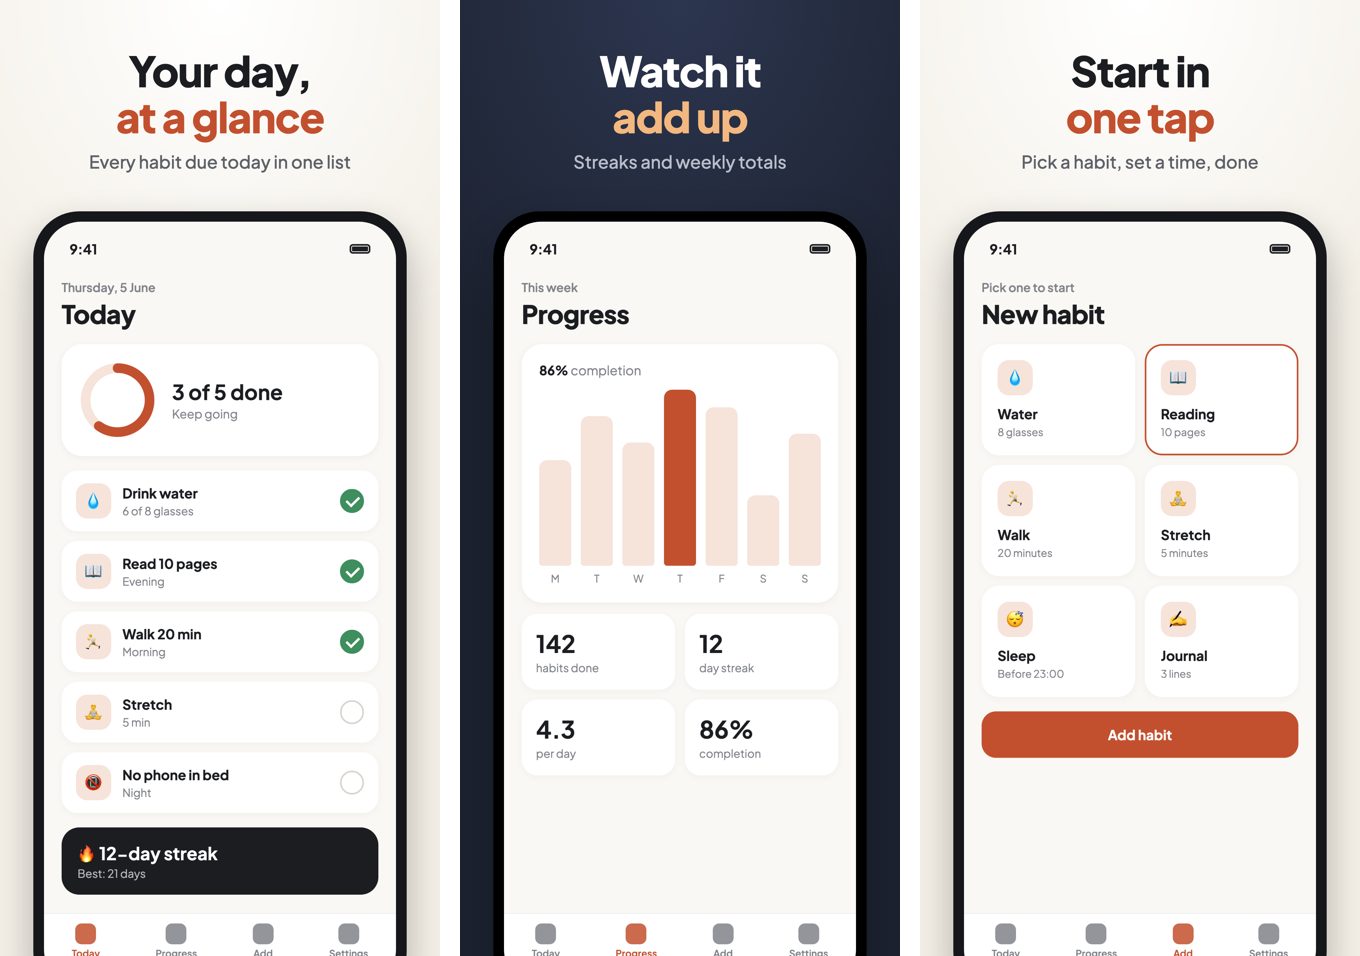 Your day,
at a glance
Every habit due today in one list
9:41
Thursday, 5 June
Today
3 of 5 done
Keep going
Drink water
6 of 8 glasses
Read 10 pages
Evening
Walk 20 min
Morning
Stretch
5 min
No phone in bed
Night
12-day streak
Best: 21 days
Today
Progress
Add
Settings
Watch it
add up
Streaks and weekly totals
9:41
This week
Progress
86% completion
M T W T F S S
142
habits done
12
day streak
4.3
per day
86%
completion
Today
Progress
Add
Settings
Start in
one tap
Pick a habit, set a time, done
9:41
Pick one to start
New habit
Water
8 glasses
Reading
10 pages
Walk
20 minutes
Stretch
5 minutes
Sleep
Before 23:00
Journal
3 lines
Add habit
Today
Progress
Add
Settings